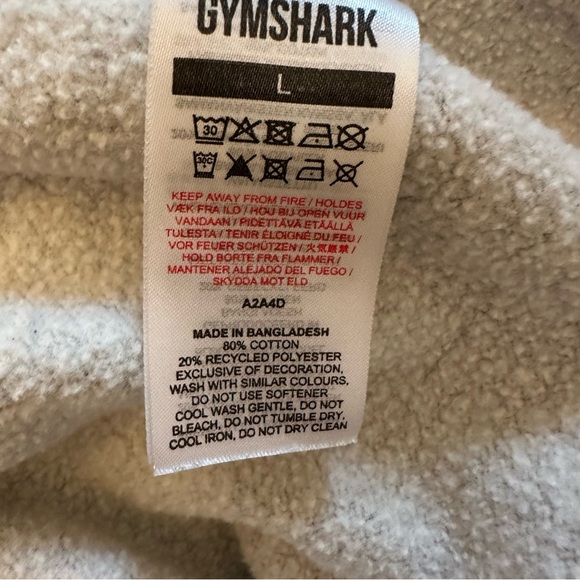 GYMSHARK
L
30
30C
KEEP AWAY FROM FIRE / HOLDES
VÆK FRA ILD / HOU BIJ OPEN VUUR
VANDAAN / PIDETTÄVÄ ETÄÄLLÄ
TULESTA / TENIR ÉLOIGNÉ DU FEU /
VOR FEUER SCHÜTZEN / 火気厳禁 /
HOLD BORTE FRA FLAMMER /
MANTENER ALEJADO DEL FUEGO /
SKYDDA MOT ELD
A2A4D
MADE IN BANGLADESH
80% COTTON
20% RECYCLED POLYESTER
EXCLUSIVE OF DECORATION,
WASH WITH SIMILAR COLOURS,
DO NOT USE SOFTENER
COOL WASH GENTLE, DO NOT
BLEACH, DO NOT TUMBLE DRY,
COOL IRON, DO NOT DRY CLEAN